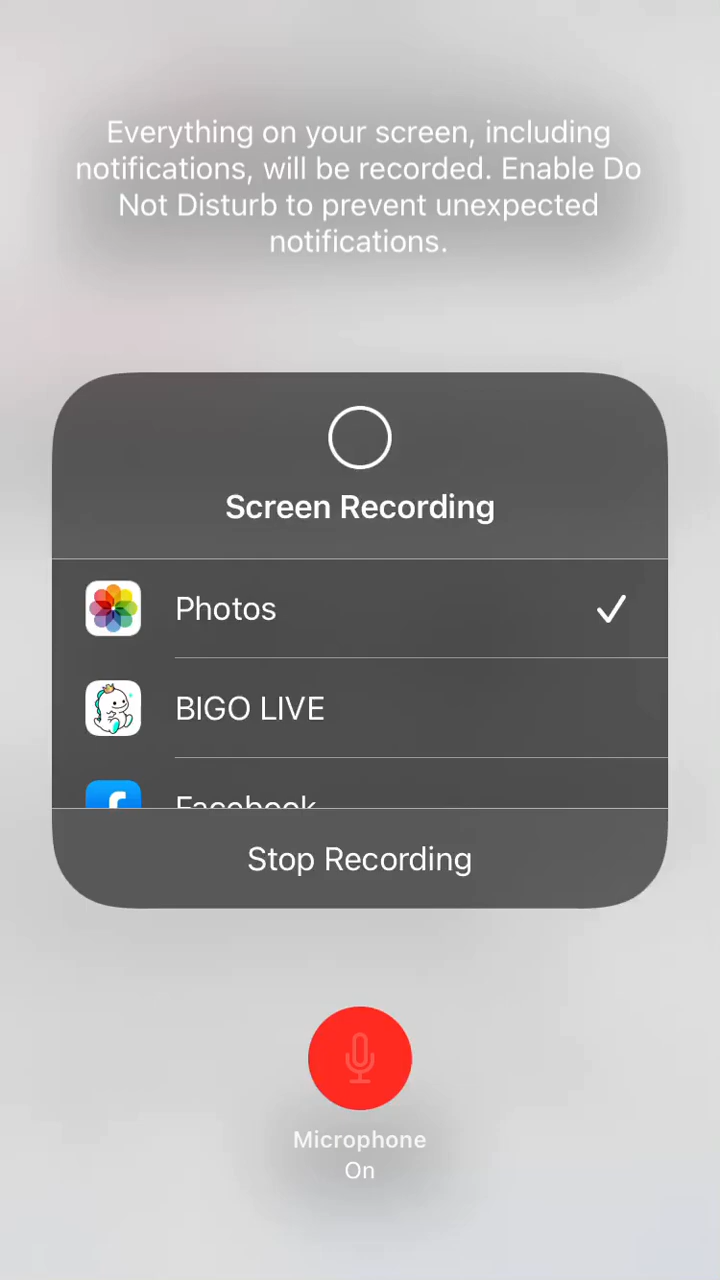 Everything on your screen, including
notifications, will be recorded. Enable Do
Not Disturb to prevent unexpected
notifications.
Screen Recording
Photos
BIGO LIVE
Facebook
Stop Recording
Microphone
On